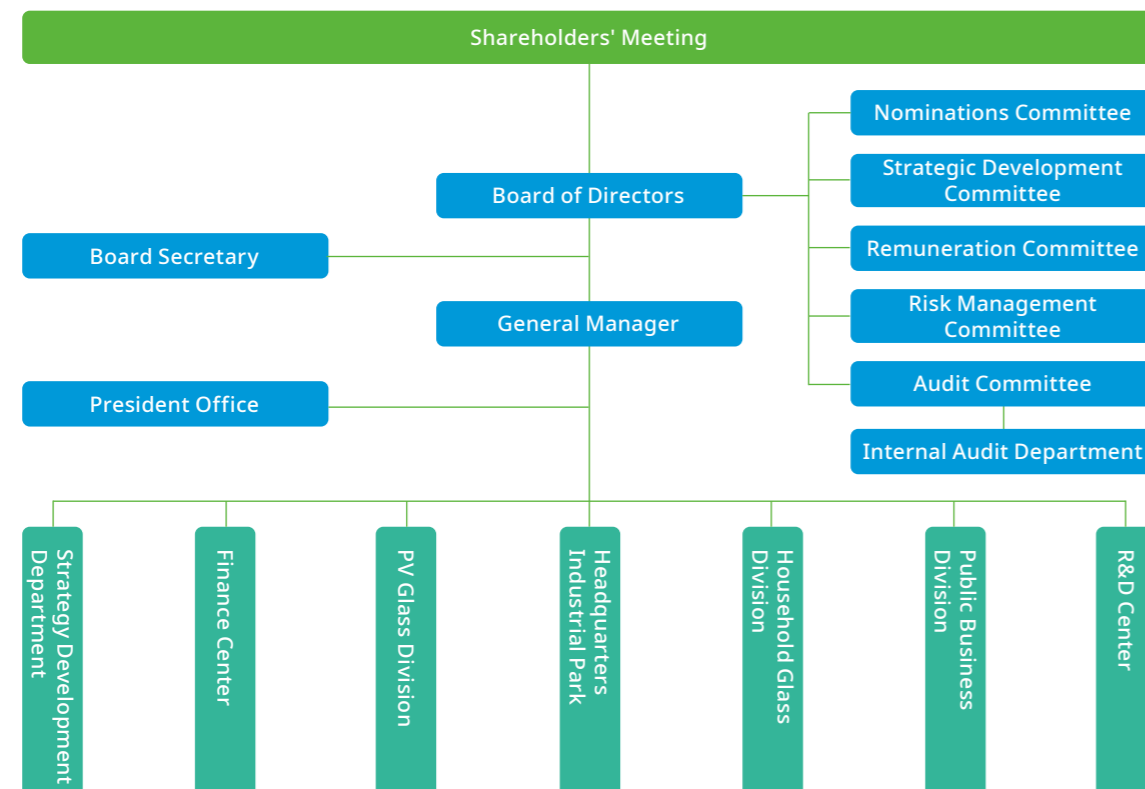 Shareholders' Meeting
Nominations Committee
Strategic Development
Committee
Board of Directors
Board Secretary
Remuneration Committee
General Manager
Risk Management
Committee
President Office
Audit Committee
Internal Audit Department
Strategy Development
Department
Finance Center
PV Glass Division
Headquarters
Industrial Park
Household Glass
Division
Public Business
Division
R&D Center